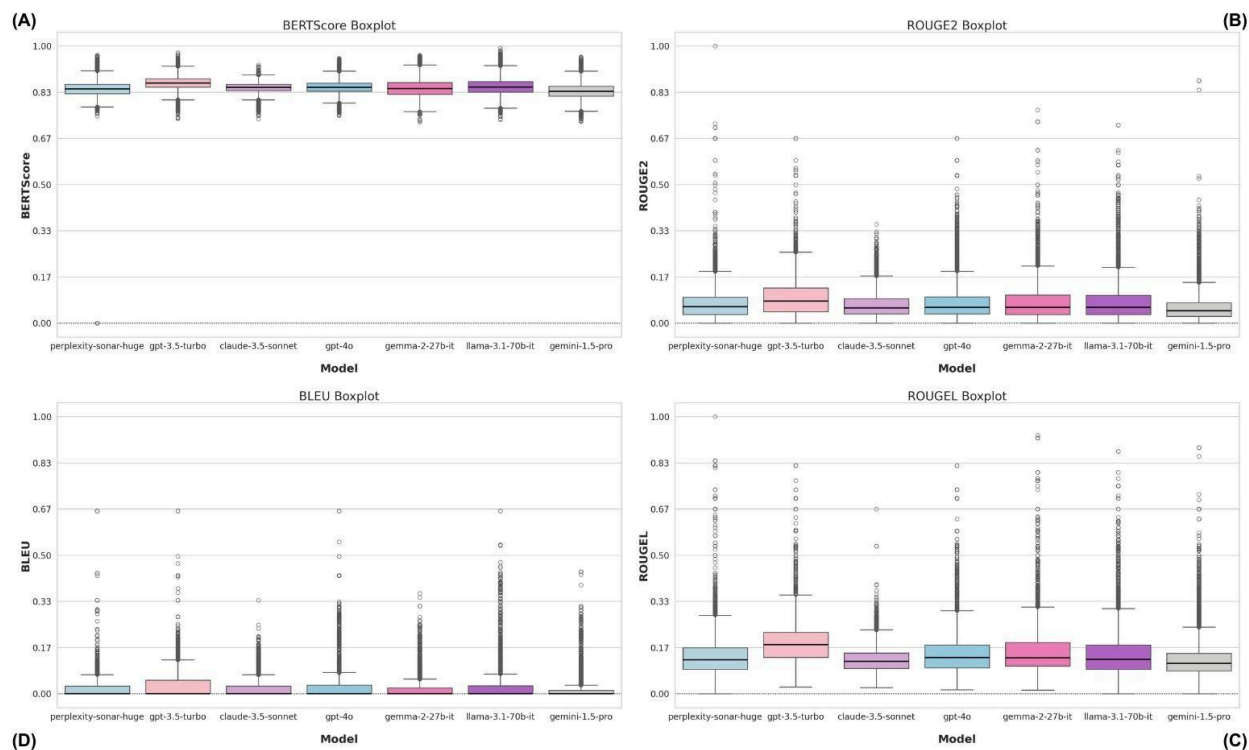 (A)
BERTScore Boxplot
1.00
0.83
0.67
0.50
0.33
0.17
0.00
BERTScore
perplexity-sonar-huge gpt-3.5-turbo claude-3.5-sonnet gpt-4o gemma-2-27b-it llama-3.1-70b-it gemini-1.5-pro
Model
(B)
ROUGE2 Boxplot
1.00
0.83
0.67
0.50
0.33
0.17
0.00
ROUGE2
perplexity-sonar-huge gpt-3.5-turbo claude-3.5-sonnet gpt-4o gemma-2-27b-it llama-3.1-70b-it gemini-1.5-pro
Model
BLEU Boxplot
1.00
0.83
0.67
0.50
0.33
0.17
0.00
BLEU
perplexity-sonar-huge gpt-3.5-turbo claude-3.5-sonnet gpt-4o gemma-2-27b-it llama-3.1-70b-it gemini-1.5-pro
Model
(D)
ROUGEL Boxplot
1.00
0.83
0.67
0.50
0.33
0.17
0.00
ROUGEL
perplexity-sonar-huge gpt-3.5-turbo claude-3.5-sonnet gpt-4o gemma-2-27b-it llama-3.1-70b-it gemini-1.5-pro
Model
(C)